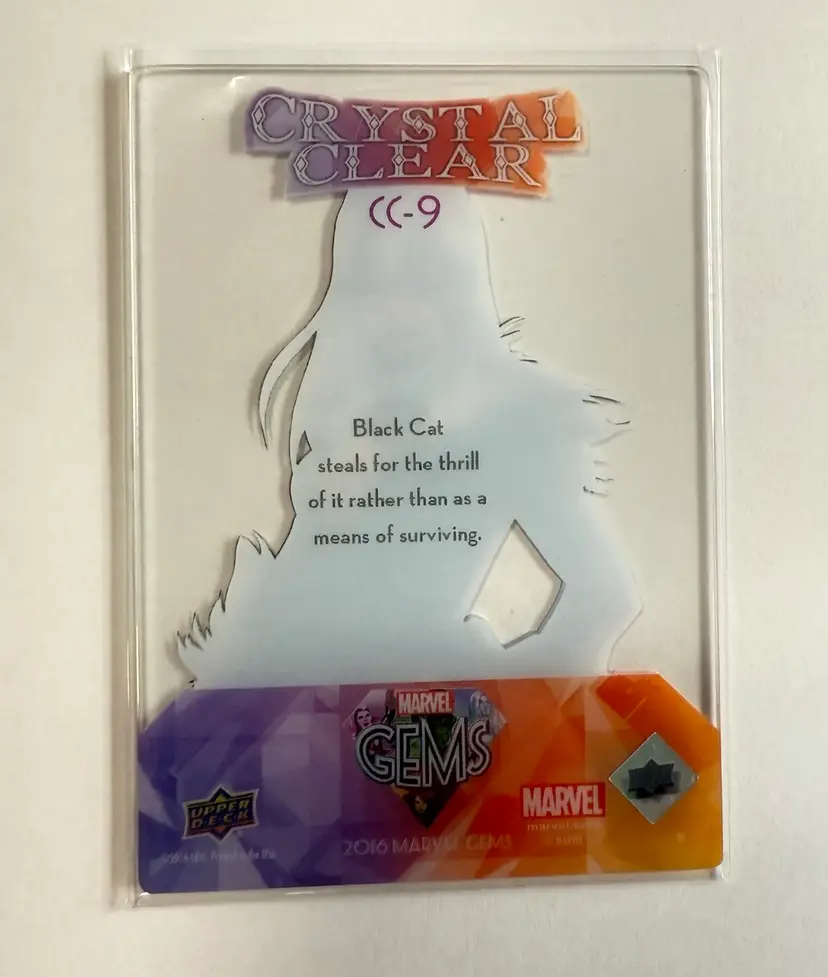 CRYSTAL
CLEAR
CC-9
Black Cat
steals for the thrill
of it rather than as a
means of surviving.
MARVEL
GEMS
UPPER
D·E·C·K
MARVEL
2016 MARVEL GEMS